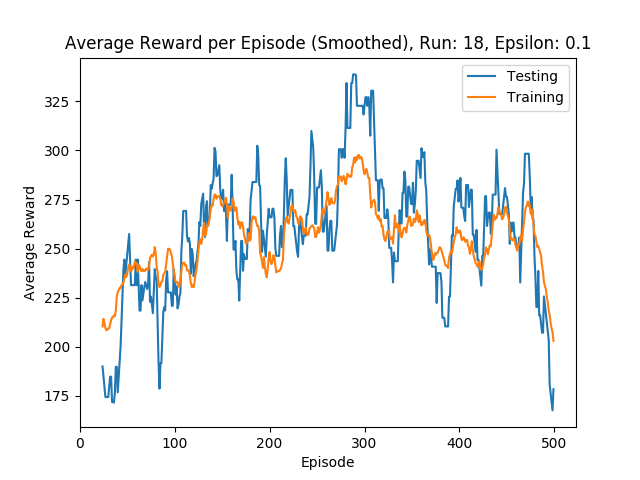 Average Reward per Episode (Smoothed), Run: 18, Epsilon: 0.1
Testing
Training
Average Reward
325
300
275
250
225
200
175
0
100
200
300
400
500
Episode